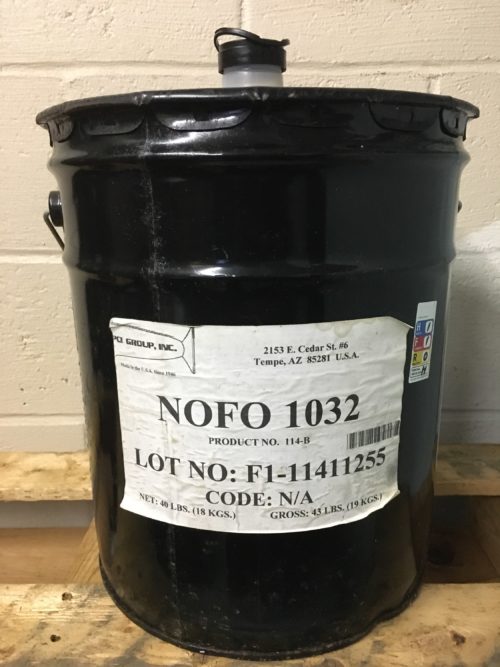 PCI GROUP, INC.
Made in the U.S.A. Since 1946
2153 E. Cedar St. #6
Tempe, AZ 85281 U.S.A.
NOFO 1032
PRODUCT NO. 114-B
LOT NO: F1-11411255
CODE: N/A
NET: 40 LBS. (18 KGS.) GROSS: 43 LBS. (19 KGS.)